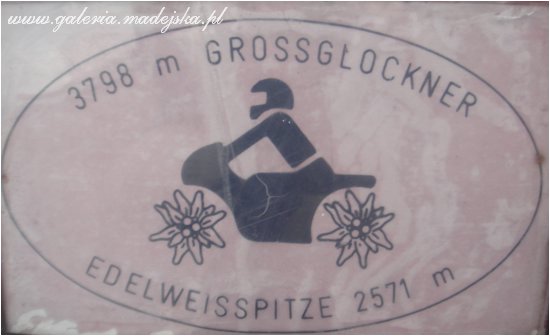 www.galeria.madejska.pl
3798 m GROSSGLOCKNER
EDELWEISSPITZE 2571 m